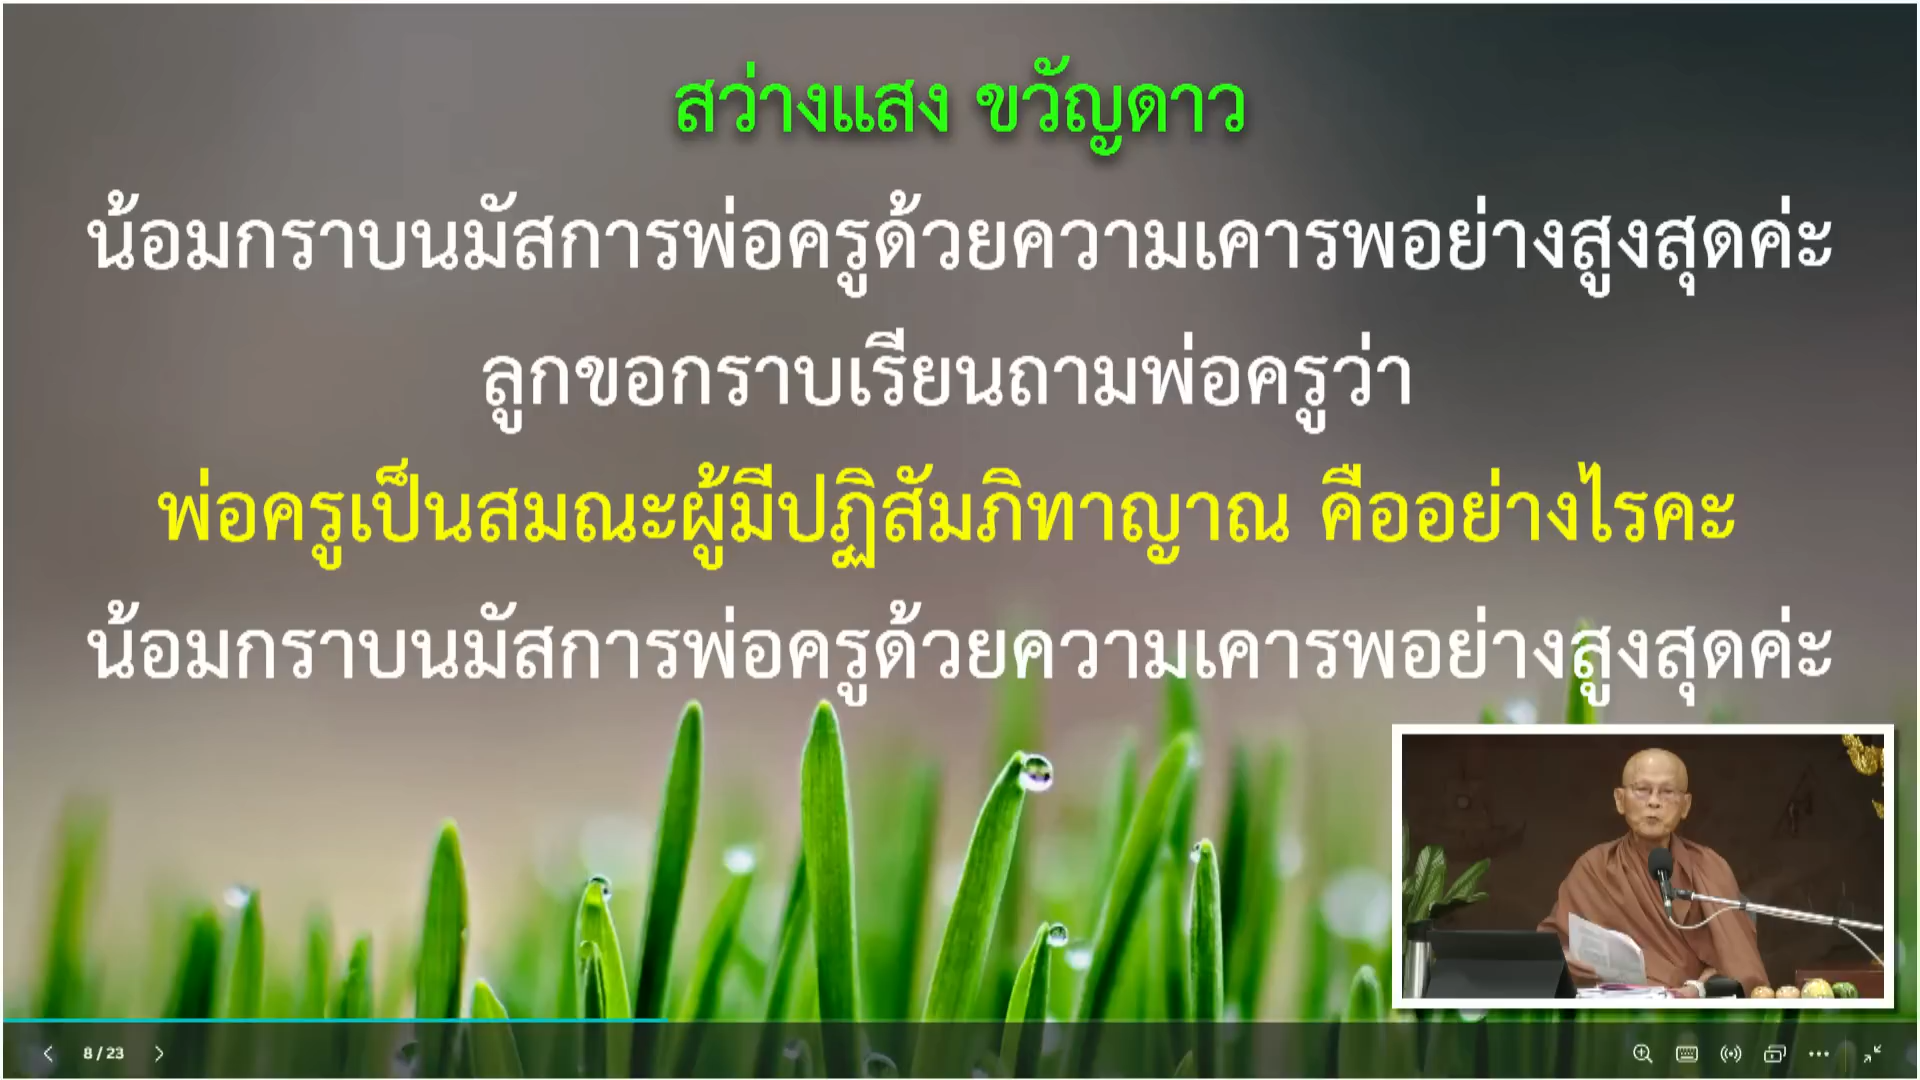 สว่างแสง ขวัญดาว
น้อมกราบนมัสการพ่อครูด้วยความเคารพอย่างสูงสุดค่ะ
ลูกขอกราบเรียนถามพ่อครูว่า
พ่อครูเป็นสมณะผู้มีปฏิสัมภิทาญาณ คืออย่างไรคะ
น้อมกราบนมัสการพ่อครูด้วยความเคารพอย่างสูงสุดค่ะ
8 / 23